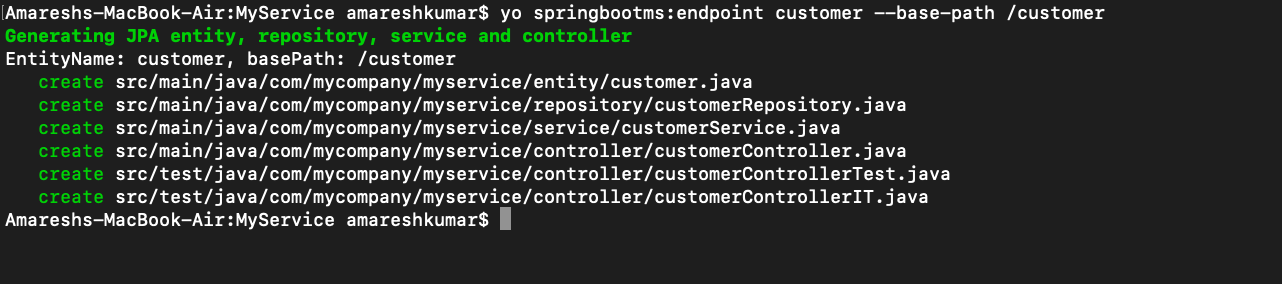 Amareshs-MacBook-Air:MyService amareshkumar$ yo springbootms:endpoint customer --base-path /customer
Generating JPA entity, repository, service and controller
EntityName: customer, basePath: /customer
create src/main/java/com/mycompany/myservice/entity/customer.java
create src/main/java/com/mycompany/myservice/repository/customerRepository.java
create src/main/java/com/mycompany/myservice/service/customerService.java
create src/main/java/com/mycompany/myservice/controller/customerController.java
create src/test/java/com/mycompany/myservice/controller/customerControllerTest.java
create src/test/java/com/mycompany/myservice/controller/customerControllerIT.java
Amareshs-MacBook-Air:MyService amareshkumar$